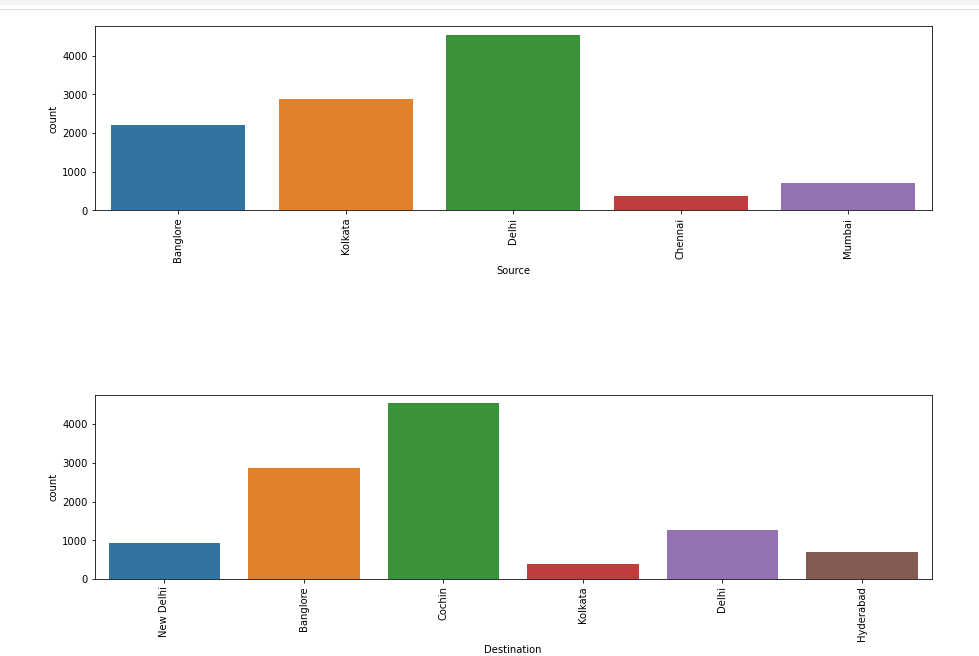 count
4000
3000
2000
1000
0
Banglore
Kolkata
Delhi
Chennai
Mumbai
Source
count
4000
3000
2000
1000
0
New Delhi
Banglore
Cochin
Kolkata
Delhi
Hyderabad
Destination